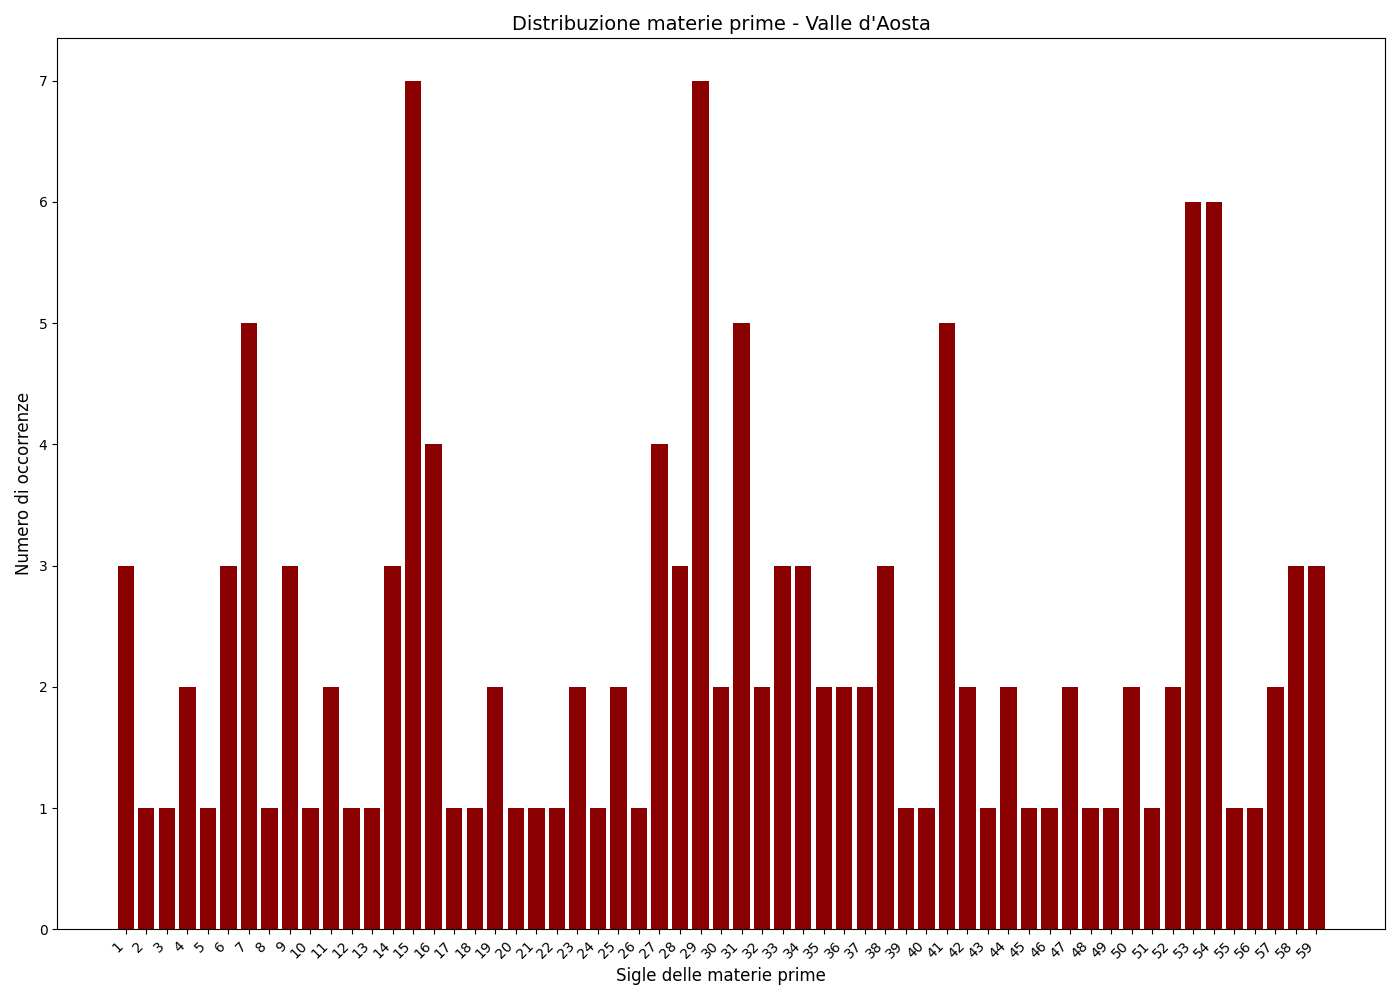 Distribuzione materie prime - Valle d'Aosta
7
6
5
4
3
2
1
0
Numero di occorrenze
1 2 3 4 5 6 7 8 9 10 11 12 13 14 15 16 17 18 19 20 21 22 23 24 25 26 27 28 29 30 31 32 33 34 35 36 37 38 39 40 41 42 43 44 45 46 47 48 49 50 51 52 53 54 55 56 57 58 59
Sigle delle materie prime